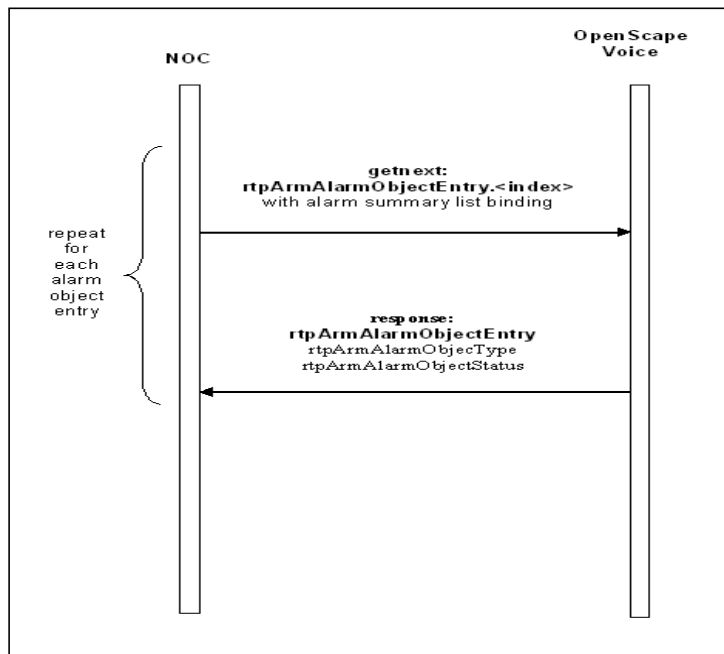 OpenScape
Voice
NOC
getnext:
rtpArmAlarmObjectEntry.<index>
with alarm summary list binding
repeat
for
each
alarm
object
entry
response:
rtpArmAlarmObjectEntry
rtpArmAlarmObjecType
rtpArmAlarmObjectStatus